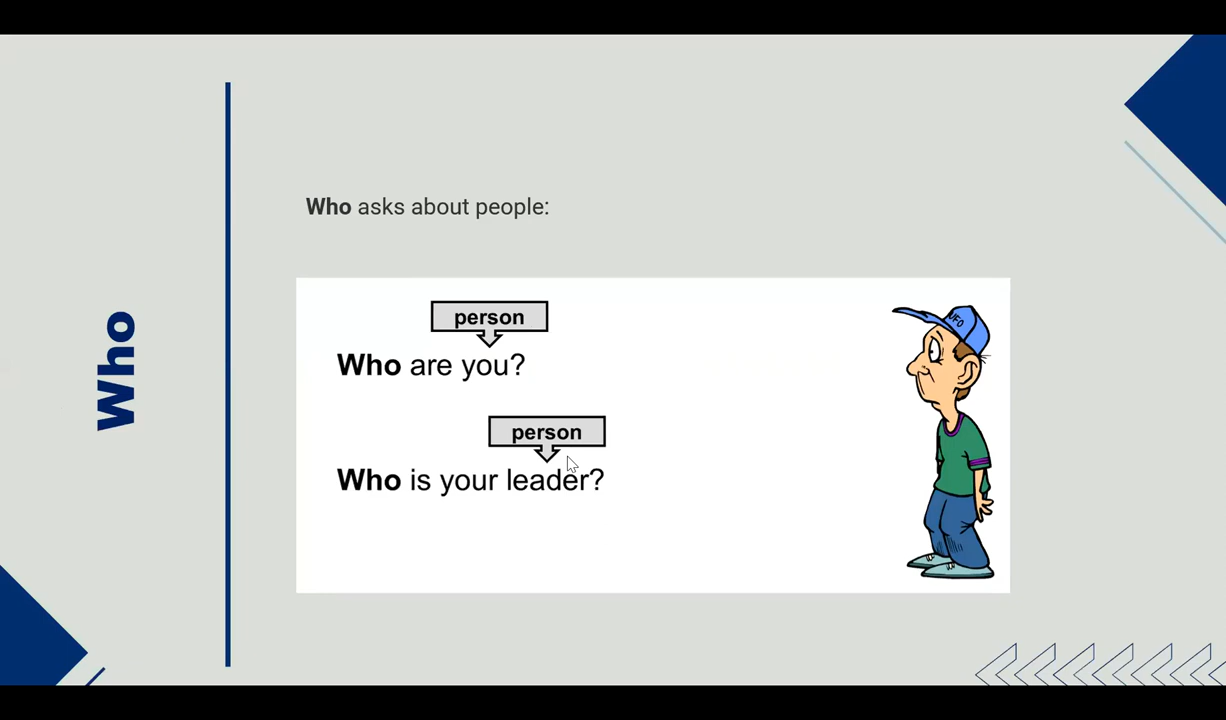 Who
Who asks about people:
person
Who are you?
person
Who is your leader?
UFO